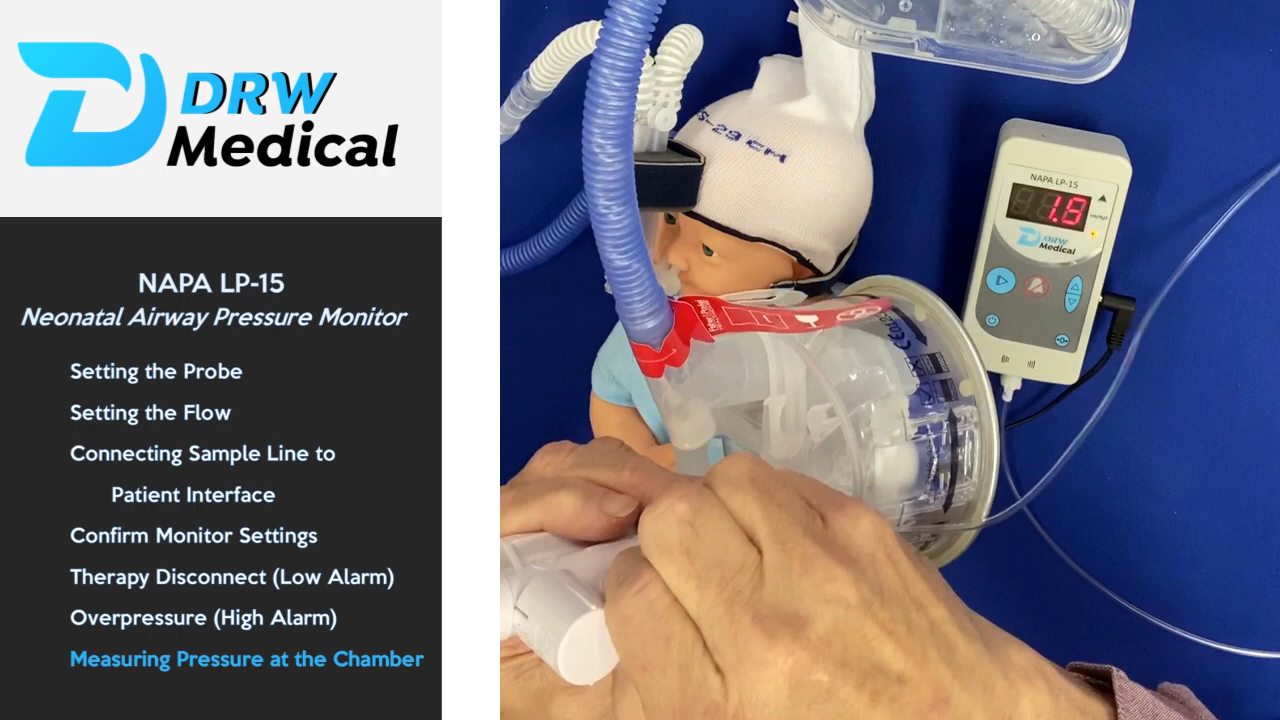 DRW
Medical
NAPA LP-15
Neonatal Airway Pressure Monitor
Setting the Probe
Setting the Flow
Connecting Sample Line to
Patient Interface
Confirm Monitor Settings
Therapy Disconnect (Low Alarm)
Overpressure (High Alarm)
Measuring Pressure at the Chamber
NAPA LP-15
1.9
DRW
Medical